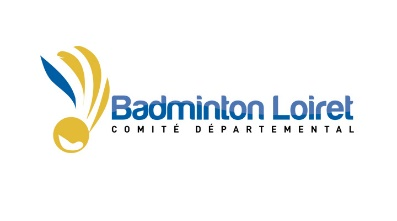 Badminton Loiret
COMITÉ DÉPARTEMENTAL